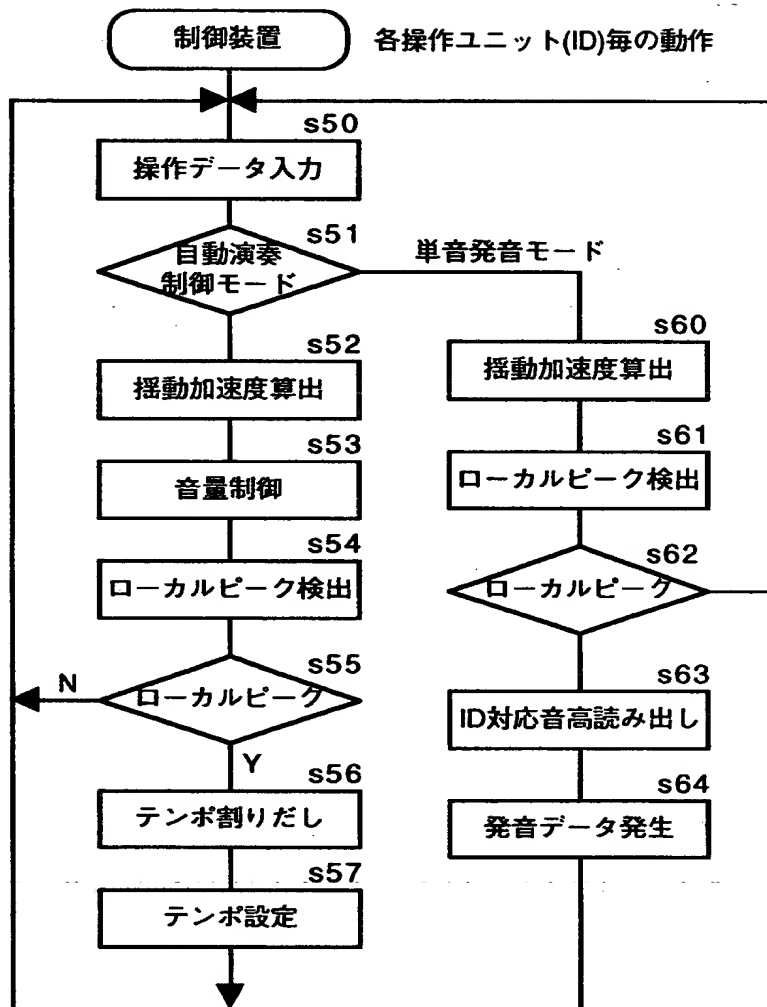 制御装置
各操作ユニット(ID)毎の動作
s50
操作データ入力
s51
自動演奏
制御モード
単音発音モード
s52
揺動加速度算出
s53
音量制御
s54
ローカルピーク検出
s55
ローカルピーク
N
Y
s56
テンポ割りだし
s57
テンポ設定
s60
揺動加速度算出
s61
ローカルピーク検出
s62
ローカルピーク
s63
ID対応音高読み出し
s64
発音データ発生